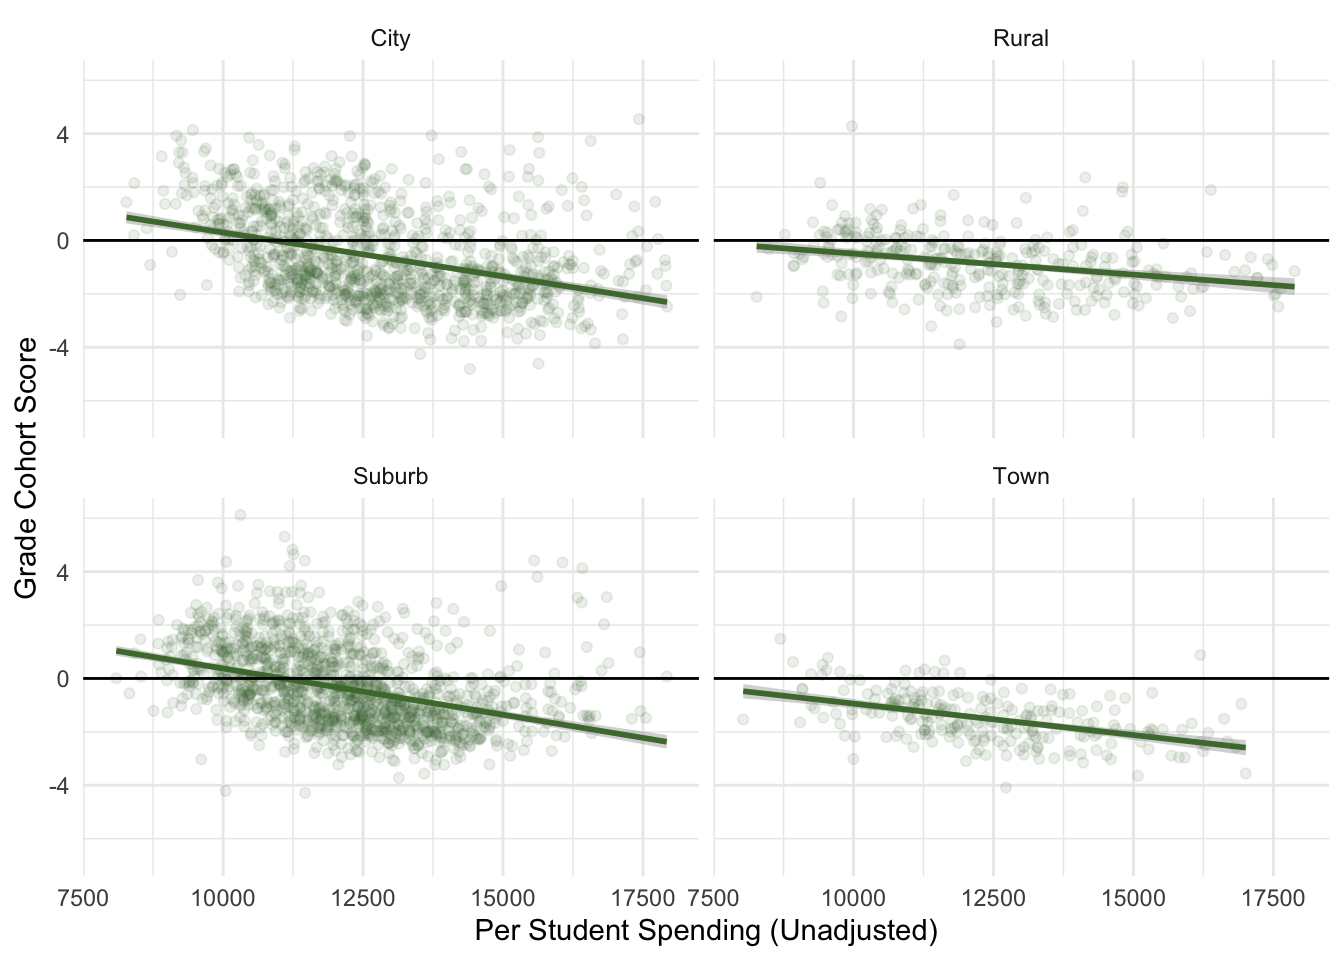 City
Rural
4
0
-4
Grade Cohort Score
Suburb
Town
4
0
-4
7500 10000 12500 15000 17500 7500 10000 12500 15000 17500
Per Student Spending (Unadjusted)